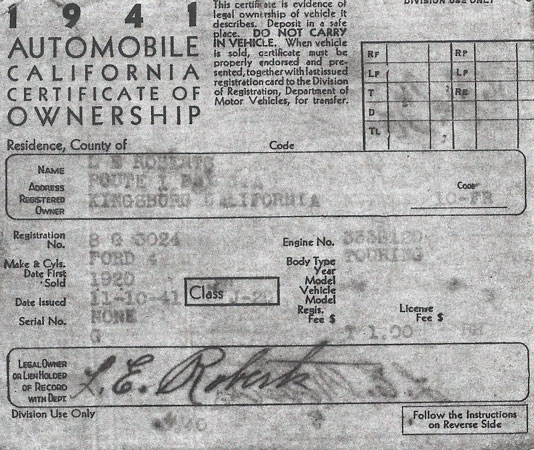 1941
AUTOMOBILE
CALIFORNIA
CERTIFICATE OF
OWNERSHIP
This certificate is evidence of
legal ownership of vehicle it
describes. Deposit in a safe
place. DO NOT CARRY
IN VEHICLE. When vehicle
is sold, certificate must be
properly endorsed and pre-
sented, together with last issued
registration card to the Division
of Registration, Department of
Motor Vehicles, for transfer.
DIVISION USE ONLY
RF RP
LF LP
T RE
D
TL
Residence, County of Code
NAME E ROBERTS
ADDRESS ROUTE 1
REGISTERED OWNER KINGSBURG CALIFORNIA
Code 10-FR
Registration No. 8 G 3024
Engine No.
Make & Cyls. FORD 4
Body Type TOURING
Date First Sold 1920
Year Model
Class
Vehicle Model
Date Issued 11-10-41
Regis. Fee $ 1.00
License Fee $
Serial No. NONE
G
LEGAL OWNER
OR LIEN HOLDER
OF RECORD
WITH DEPT.
L. E. Roberts
Division Use Only
Follow the Instructions
on Reverse Side